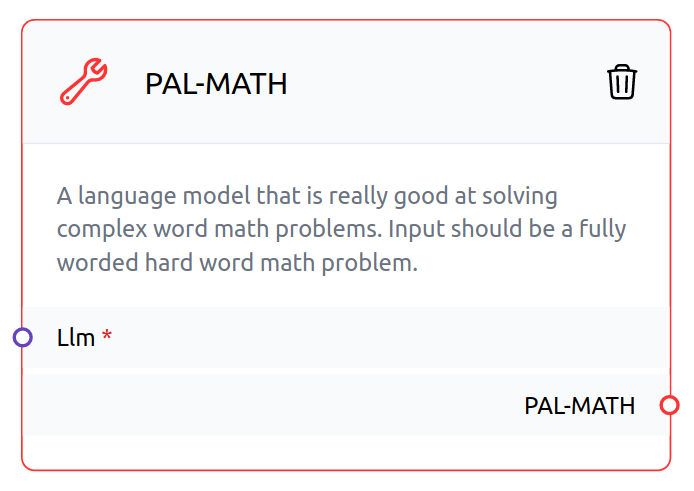 PAL-MATH
A language model that is really good at solving
complex word math problems. Input should be a fully
worded hard word math problem.
Llm *
PAL-MATH